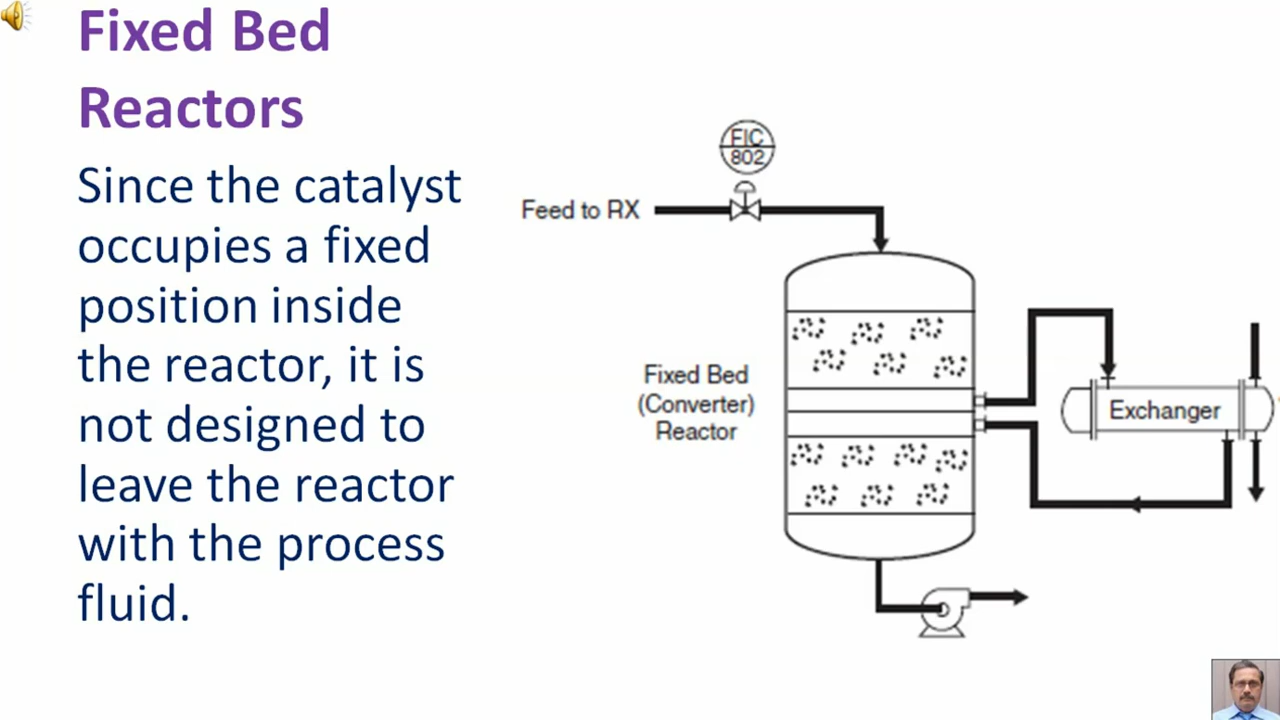 Fixed Bed
Reactors
Since the catalyst
occupies a fixed
position inside
the reactor, it is
not designed to
leave the reactor
with the process
fluid.
FIC
802
Feed to RX
Fixed Bed
(Converter)
Reactor
Exchanger